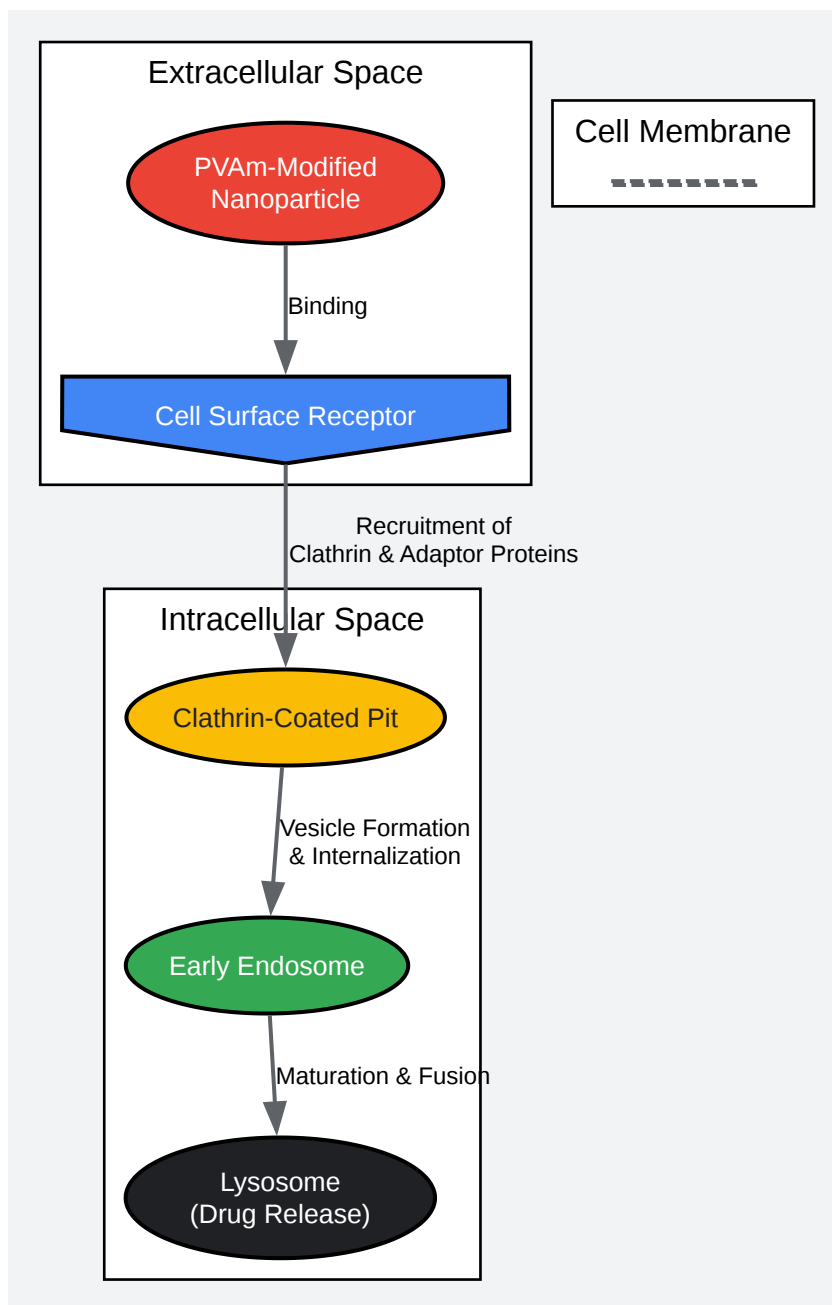 Extracellular Space
Cell Membrane
PVAm-Modified
Nanoparticle
Binding
Cell Surface Receptor
Recruitment of
Clathrin & Adaptor Proteins
Intracellular Space
Clathrin-Coated Pit
Vesicle Formation
& Internalization
Early Endosome
Maturation & Fusion
Lysosome
(Drug Release)